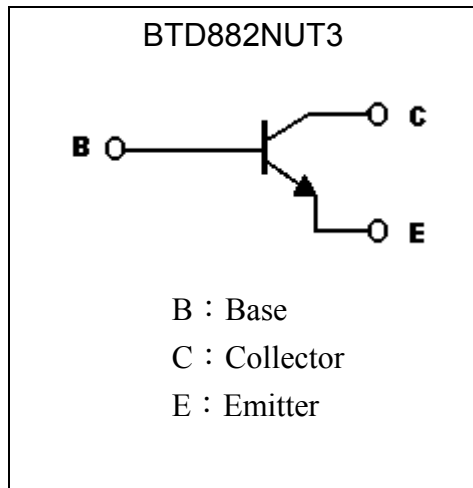 BTD882NUT3
C
B
E
B：Base
C：Collector
E：Emitter